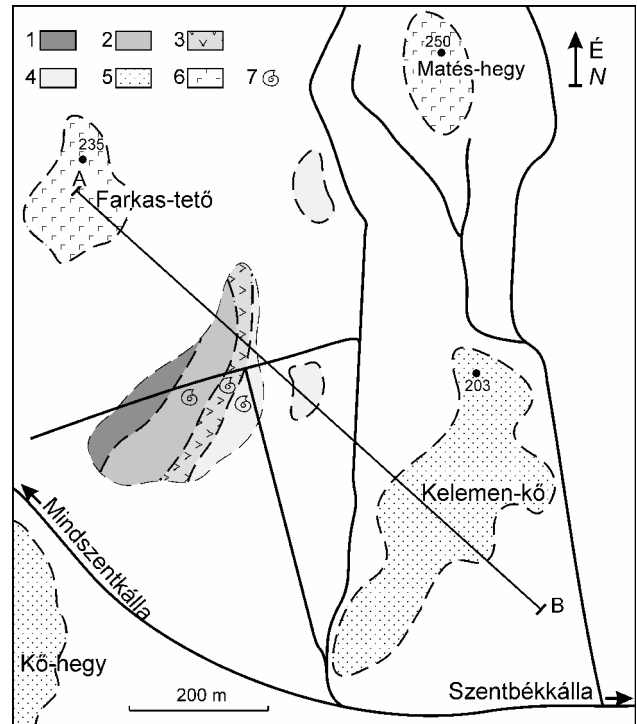 1 2 3
4 5 6 7
É
N
250
Matés-hegy
235
A
Farkas-tető
203
Kelemen-kő
Mindszentkálla
B
Kő-hegy
200 m
Szentbékkálla